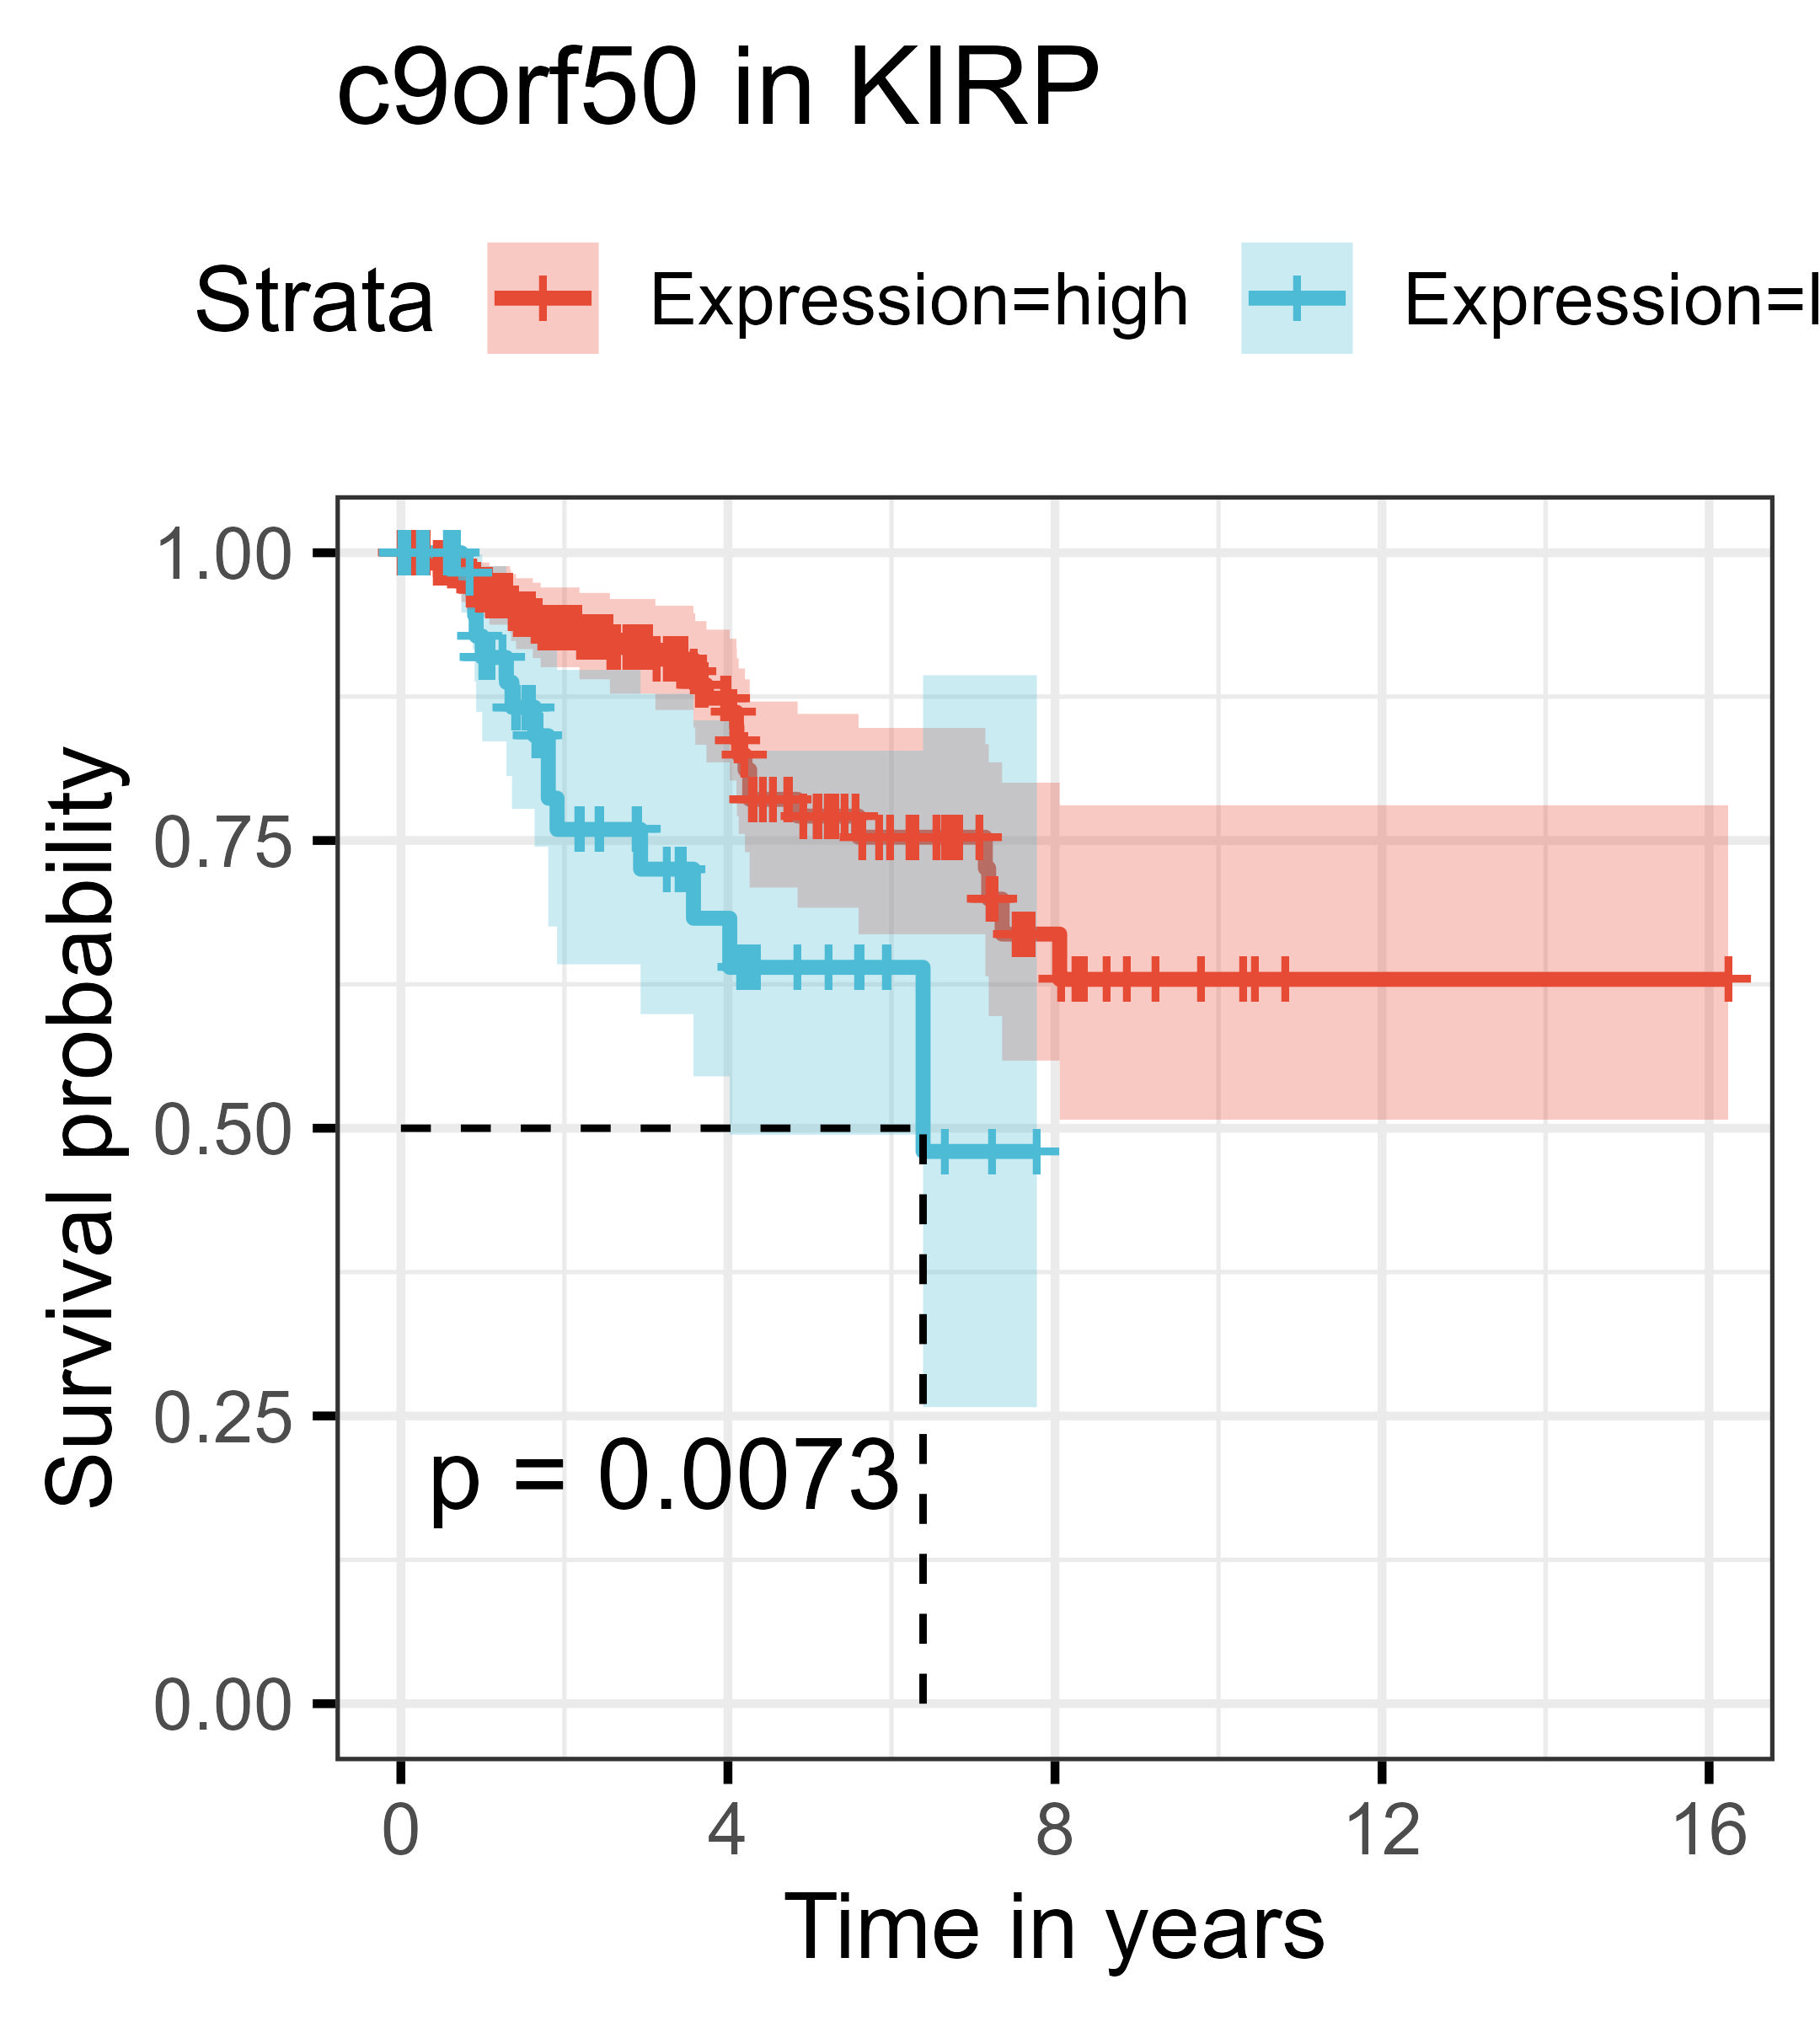 c9orf50 in KIRP
Strata Expression=high Expression=l
Survival probability
1.00
0.75
0.50
0.25
0.00
p = 0.0073
0 4 8 12 16
Time in years